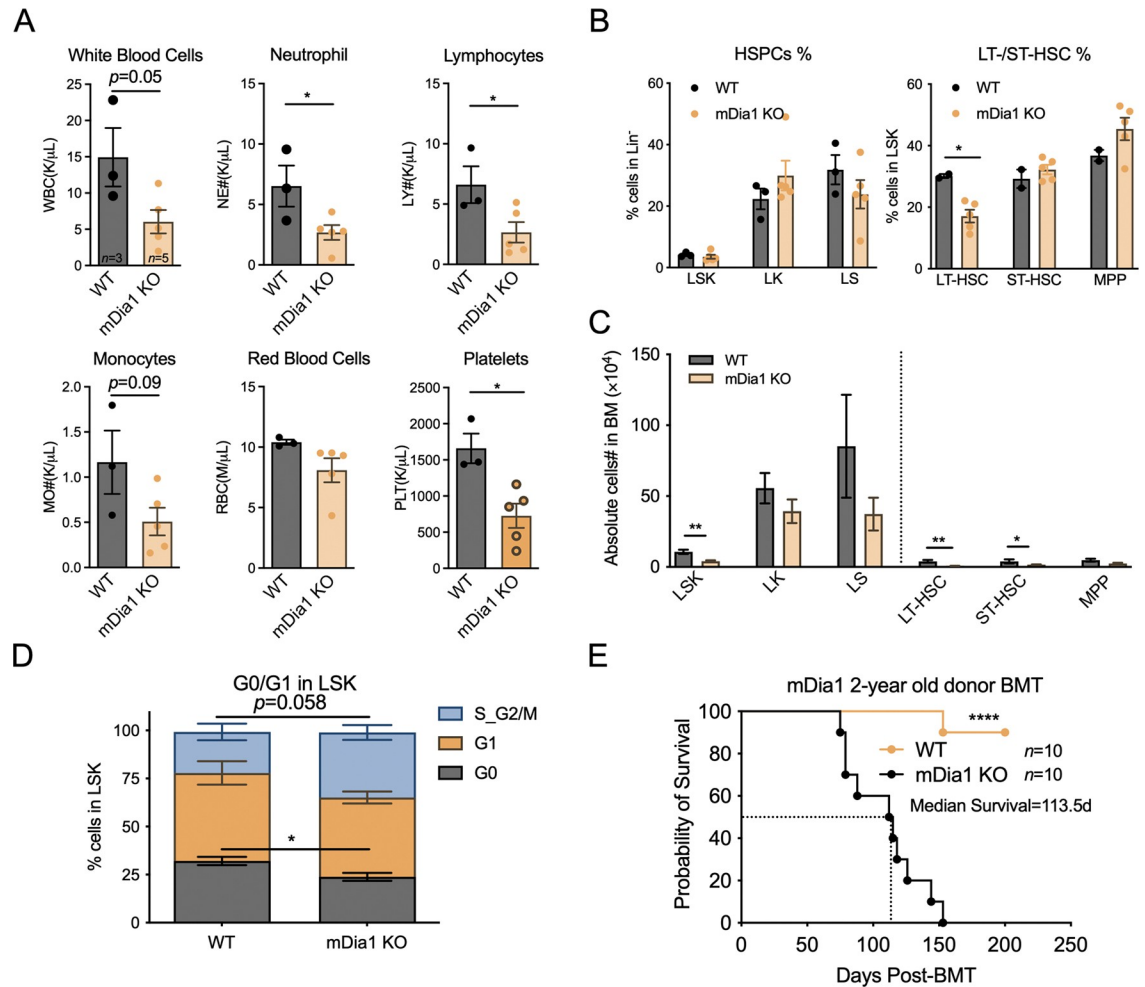 A
White Blood Cells
p=0.05
WBC(K/µL)
25
20
15
10
5
0
n=3
n=5
WT
mDia1 KO
Neutrophil
*
NE#(K/µL)
15
10
5
0
WT
mDia1 KO
Lymphocytes
*
LY#(K/µL)
15
10
5
0
WT
mDia1 KO
Monocytes
p=0.09
MO#(K/µL)
2.0
1.5
1.0
0.5
0.0
WT
mDia1 KO
Red Blood Cells
RBC(M/µL)
15
10
5
0
WT
mDia1 KO
Platelets
*
PLT(K/µL)
2500
2000
1500
1000
500
0
WT
mDia1 KO
B
HSPCs %
WT
mDia1 KO
% cells in Lin⁻
60
40
20
0
LSK
LK
LS
LT-/ST-HSC %
WT
mDia1 KO
*
% cells in LSK
60
40
20
0
LT-HSC
ST-HSC
MPP
C
Absolute cells# in BM (×10⁴)
150
100
50
0
WT
mDia1 KO
**
**
*
LSK
LK
LS
LT-HSC
ST-HSC
MPP
D
G0/G1 in LSK
p=0.058
*
% cells in LSK
100
75
50
25
0
WT
mDia1 KO
S_G2/M
G1
G0
E
mDia1 2-year old donor BMT
Probability of Survival
100
80
60
40
20
0
****
WT n=10
mDia1 KO n=10
Median Survival=113.5d
0
50
100
150
200
250
Days Post-BMT